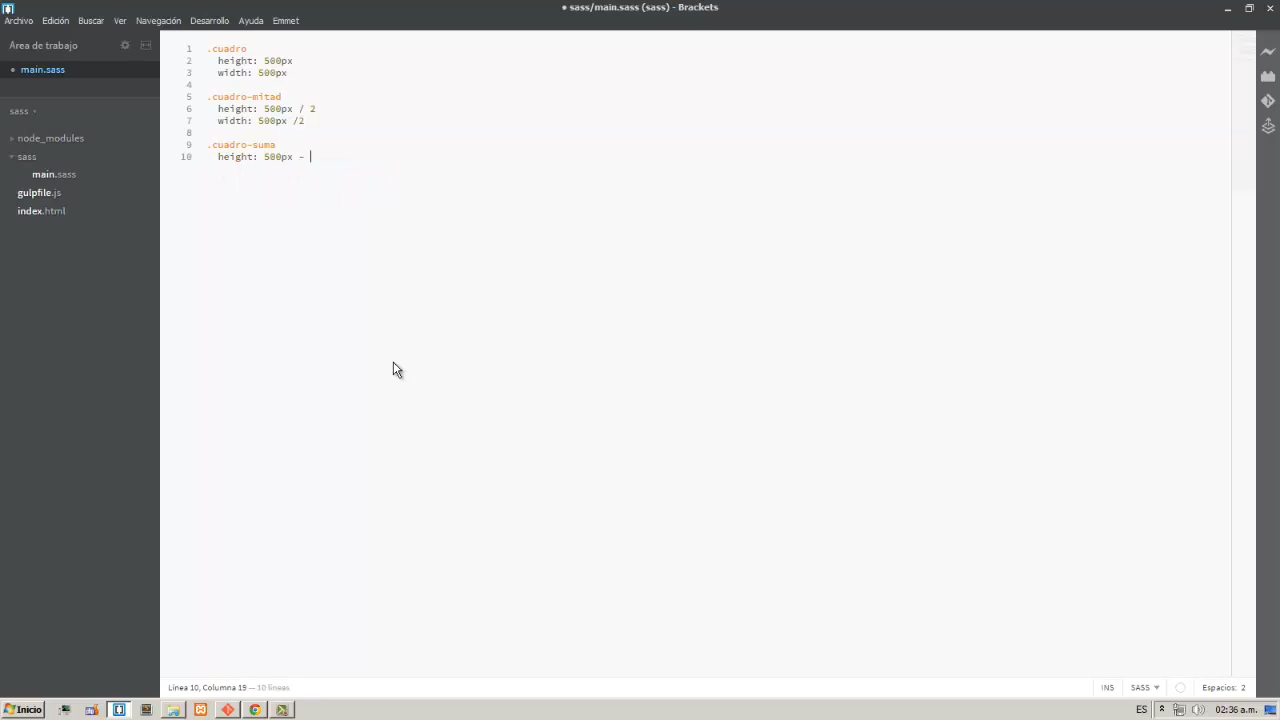 • sass/main.sass (sass) - Brackets
Archivo Edición Buscar Ver Navegación Desarrollo Ayuda Emmet
Área de trabajo
• main.sass
sass
node_modules
sass
main.sass
gulpfile.js
index.html
1 .cuadro
2 height: 500px
3 width: 500px
4
5 .cuadro-mitad
6 height: 500px / 2
7 width: 500px /2
8
9 .cuadro-suma
10 height: 500px -
Línea 10, Columna 19 — 10 líneas
INS SASS Espacios: 2
Inicio
ES 02:36 a.m.